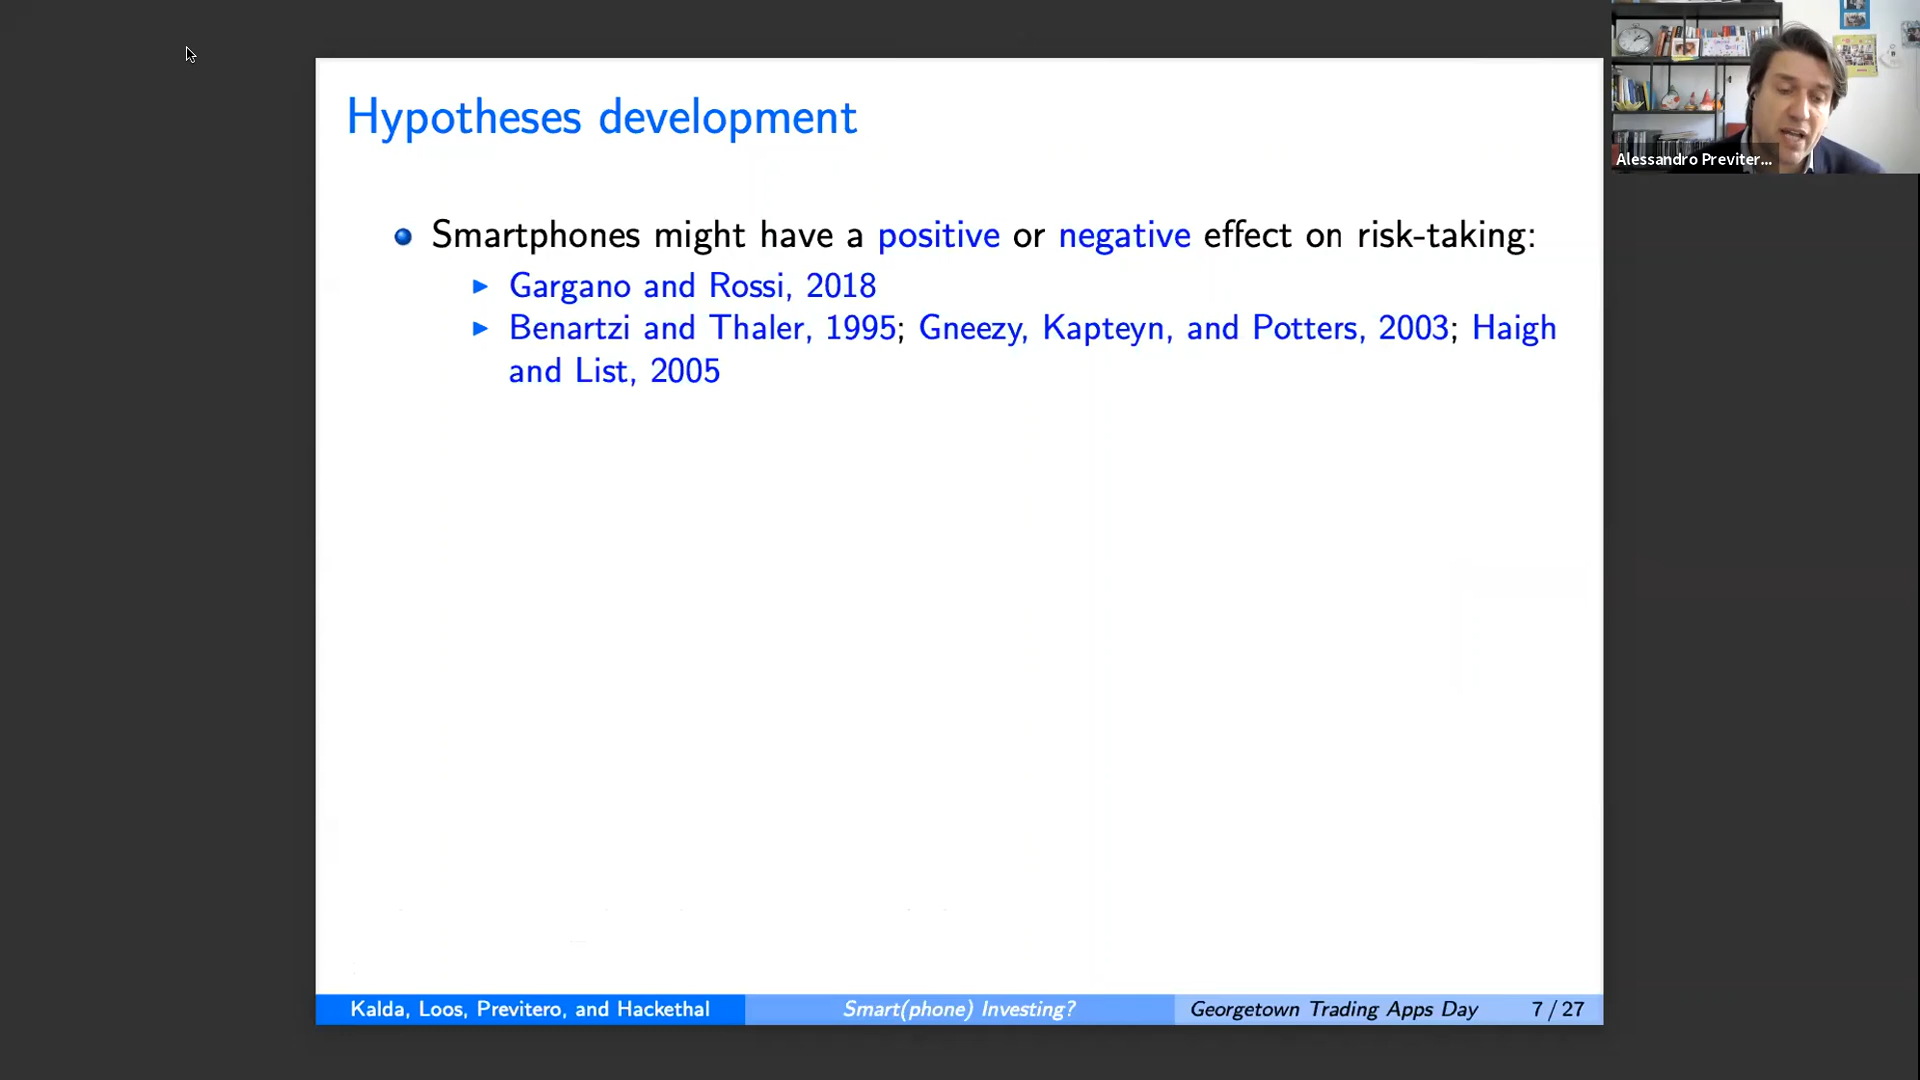 Hypotheses development
Smartphones might have a positive or negative effect on risk-taking:
Gargano and Rossi, 2018
Benartzi and Thaler, 1995; Gneezy, Kapteyn, and Potters, 2003; Haigh
and List, 2005
Alessandro Previter...
Kalda, Loos, Previtero, and Hackethal
Smart(phone) Investing?
Georgetown Trading Apps Day
7 / 27